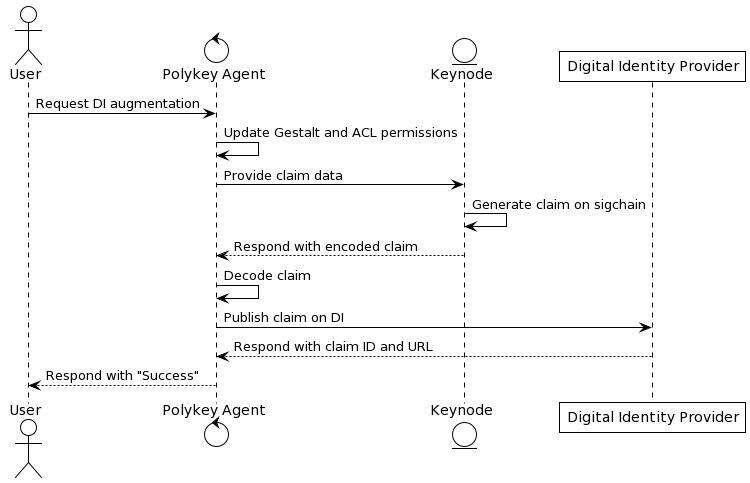 User
Polykey Agent
Keynode
Digital Identity Provider
Request DI augmentation
Update Gestalt and ACL permissions
Provide claim data
Generate claim on sigchain
Respond with encoded claim
Decode claim
Publish claim on DI
Respond with claim ID and URL
Respond with "Success"
User
Polykey Agent
Keynode
Digital Identity Provider